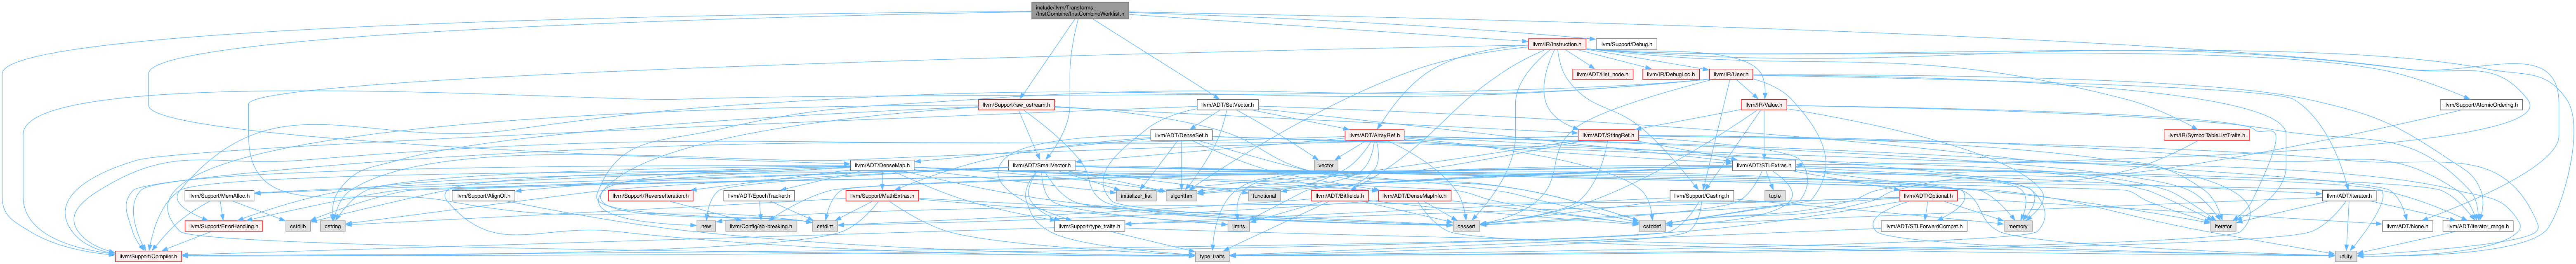 include/llvm/Transforms
/InstCombine/InstCombineWorklist.h
llvm/IR/Instruction.h
llvm/Support/Debug.h
llvm/ADT/ilist_node.h
llvm/IR/DebugLoc.h
llvm/IR/User.h
llvm/Support/raw_ostream.h
llvm/ADT/SetVector.h
llvm/IR/Value.h
llvm/Support/AtomicOrdering.h
llvm/ADT/DenseSet.h
llvm/ADT/ArrayRef.h
llvm/ADT/StringRef.h
llvm/IR/SymbolTableListTraits.h
llvm/ADT/DenseMap.h
llvm/ADT/SmallVector.h
vector
llvm/ADT/STLExtras.h
llvm/Support/MemAlloc.h
llvm/Support/AlignOf.h
llvm/Support/ReverseIteration.h
llvm/ADT/EpochTracker.h
llvm/Support/MathExtras.h
initializer_list
algorithm
functional
llvm/ADT/Bitfields.h
llvm/ADT/DenseMapInfo.h
llvm/Support/Casting.h
tuple
llvm/ADT/Optional.h
llvm/ADT/iterator.h
llvm/Support/ErrorHandling.h
cstdlib
cstring
new
llvm/Config/abi-breaking.h
cstdint
llvm/Support/type_traits.h
limits
cassert
cstddef
llvm/ADT/STLForwardCompat.h
memory
iterator
llvm/ADT/None.h
llvm/ADT/iterator_range.h
llvm/Support/Compiler.h
type_traits
utility